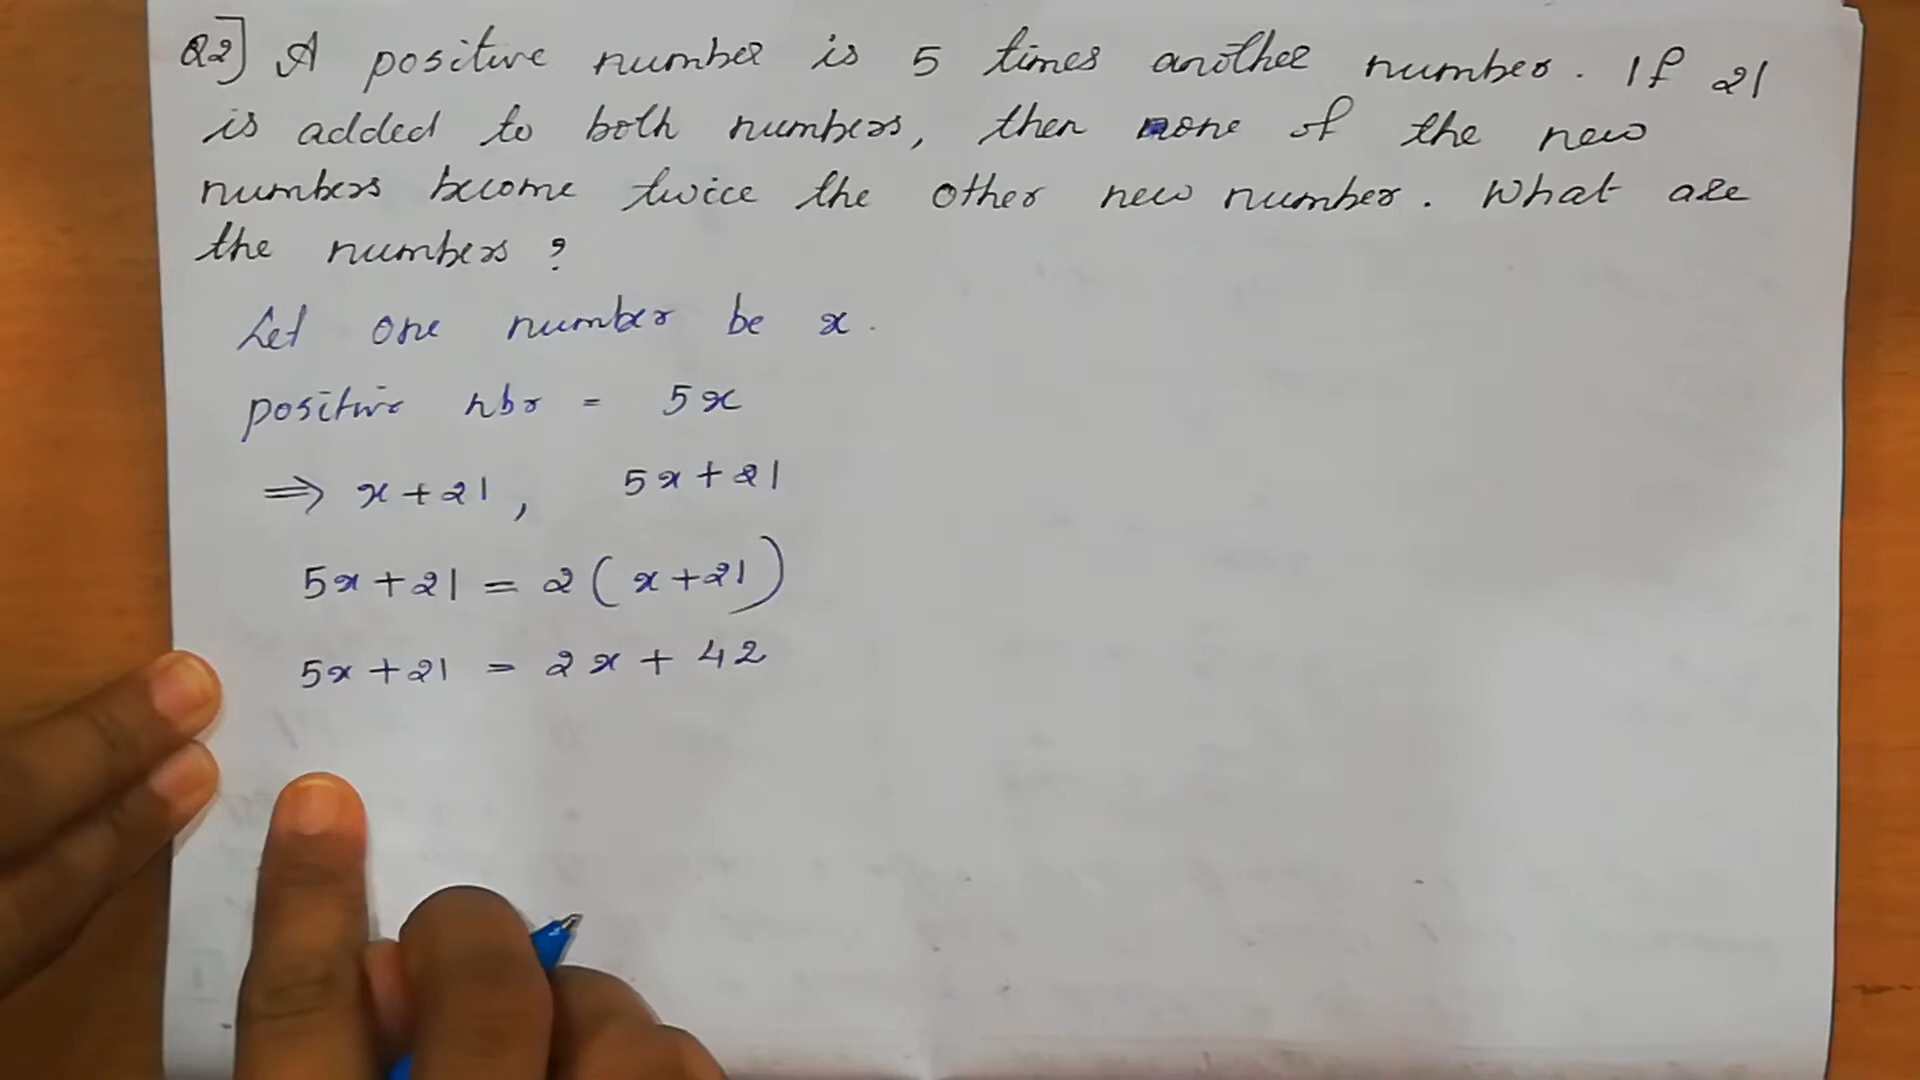 Q2] A positive number is 5 times another number. If 21
is added to both numbers, then one of the new
numbers become twice the other new number. What are
the numbers?
Let one number be x.
positive nbr = 5x
⇒ x+21, 5x+21
5x+21 = 2(x+21)
5x+21 = 2x+42